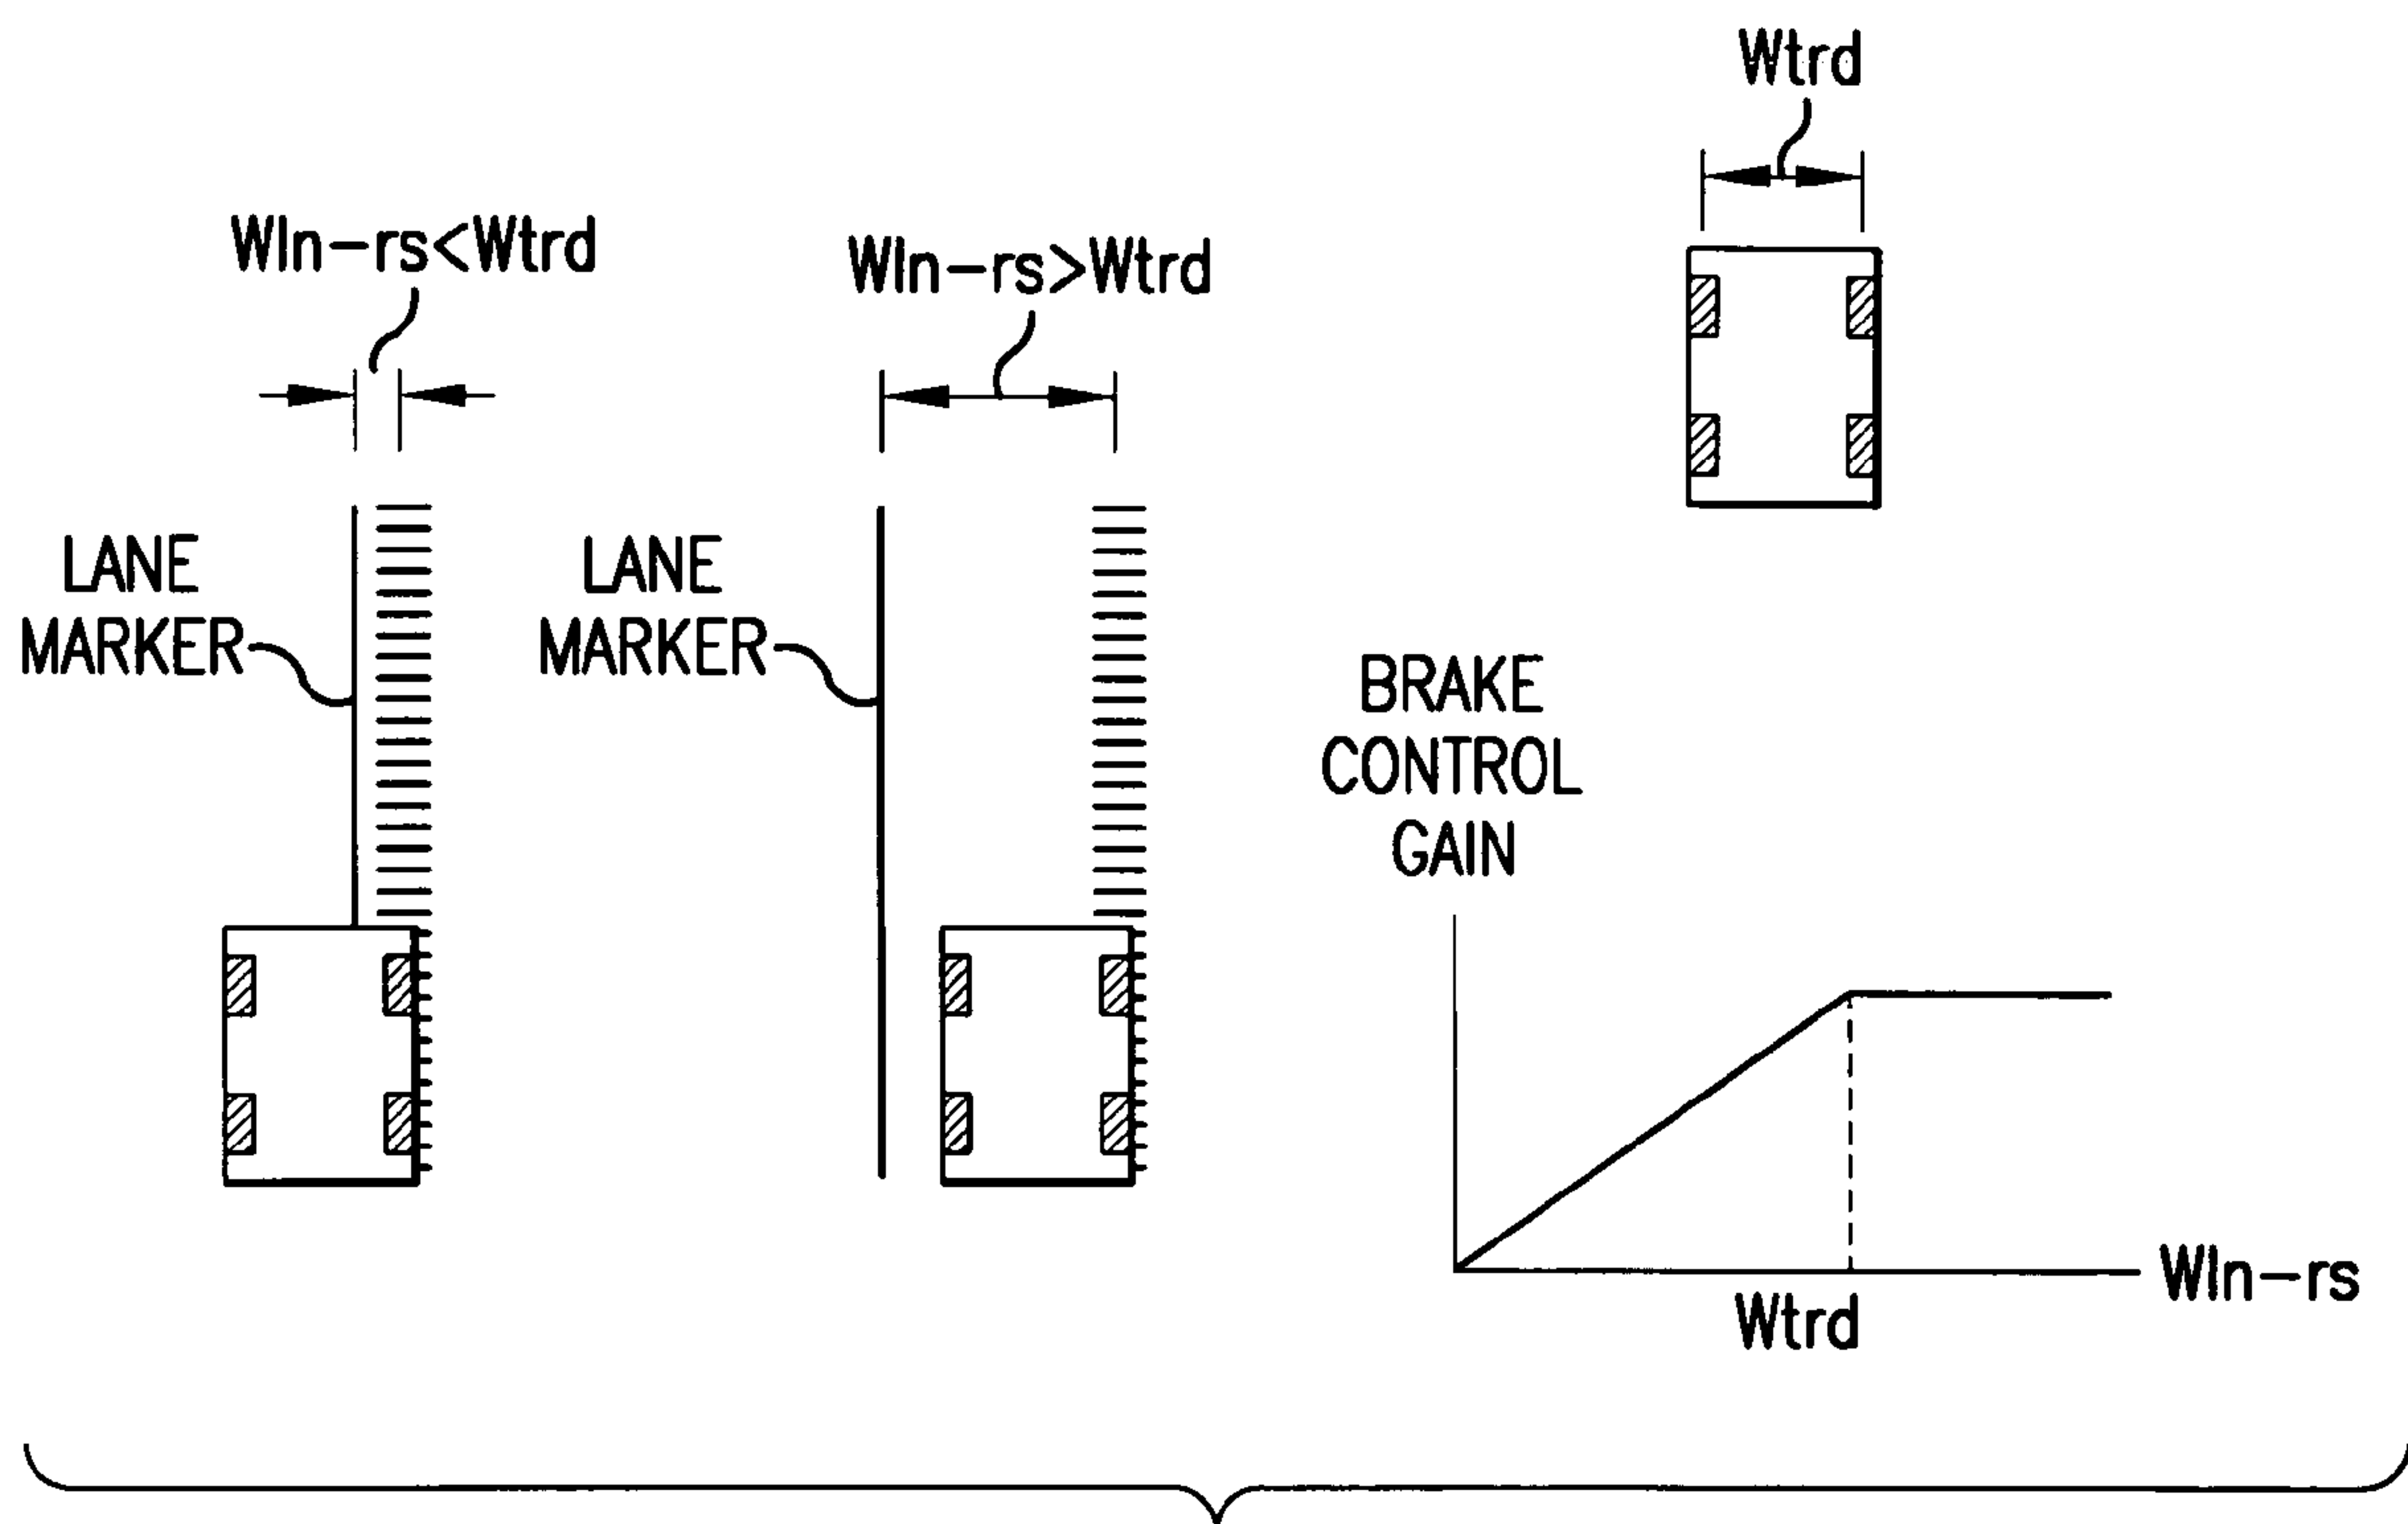 Wtrd
Wln-rs<Wtrd
Wln-rs>Wtrd
LANE
MARKER
LANE
MARKER
BRAKE
CONTROL
GAIN
Wln-rs
Wtrd